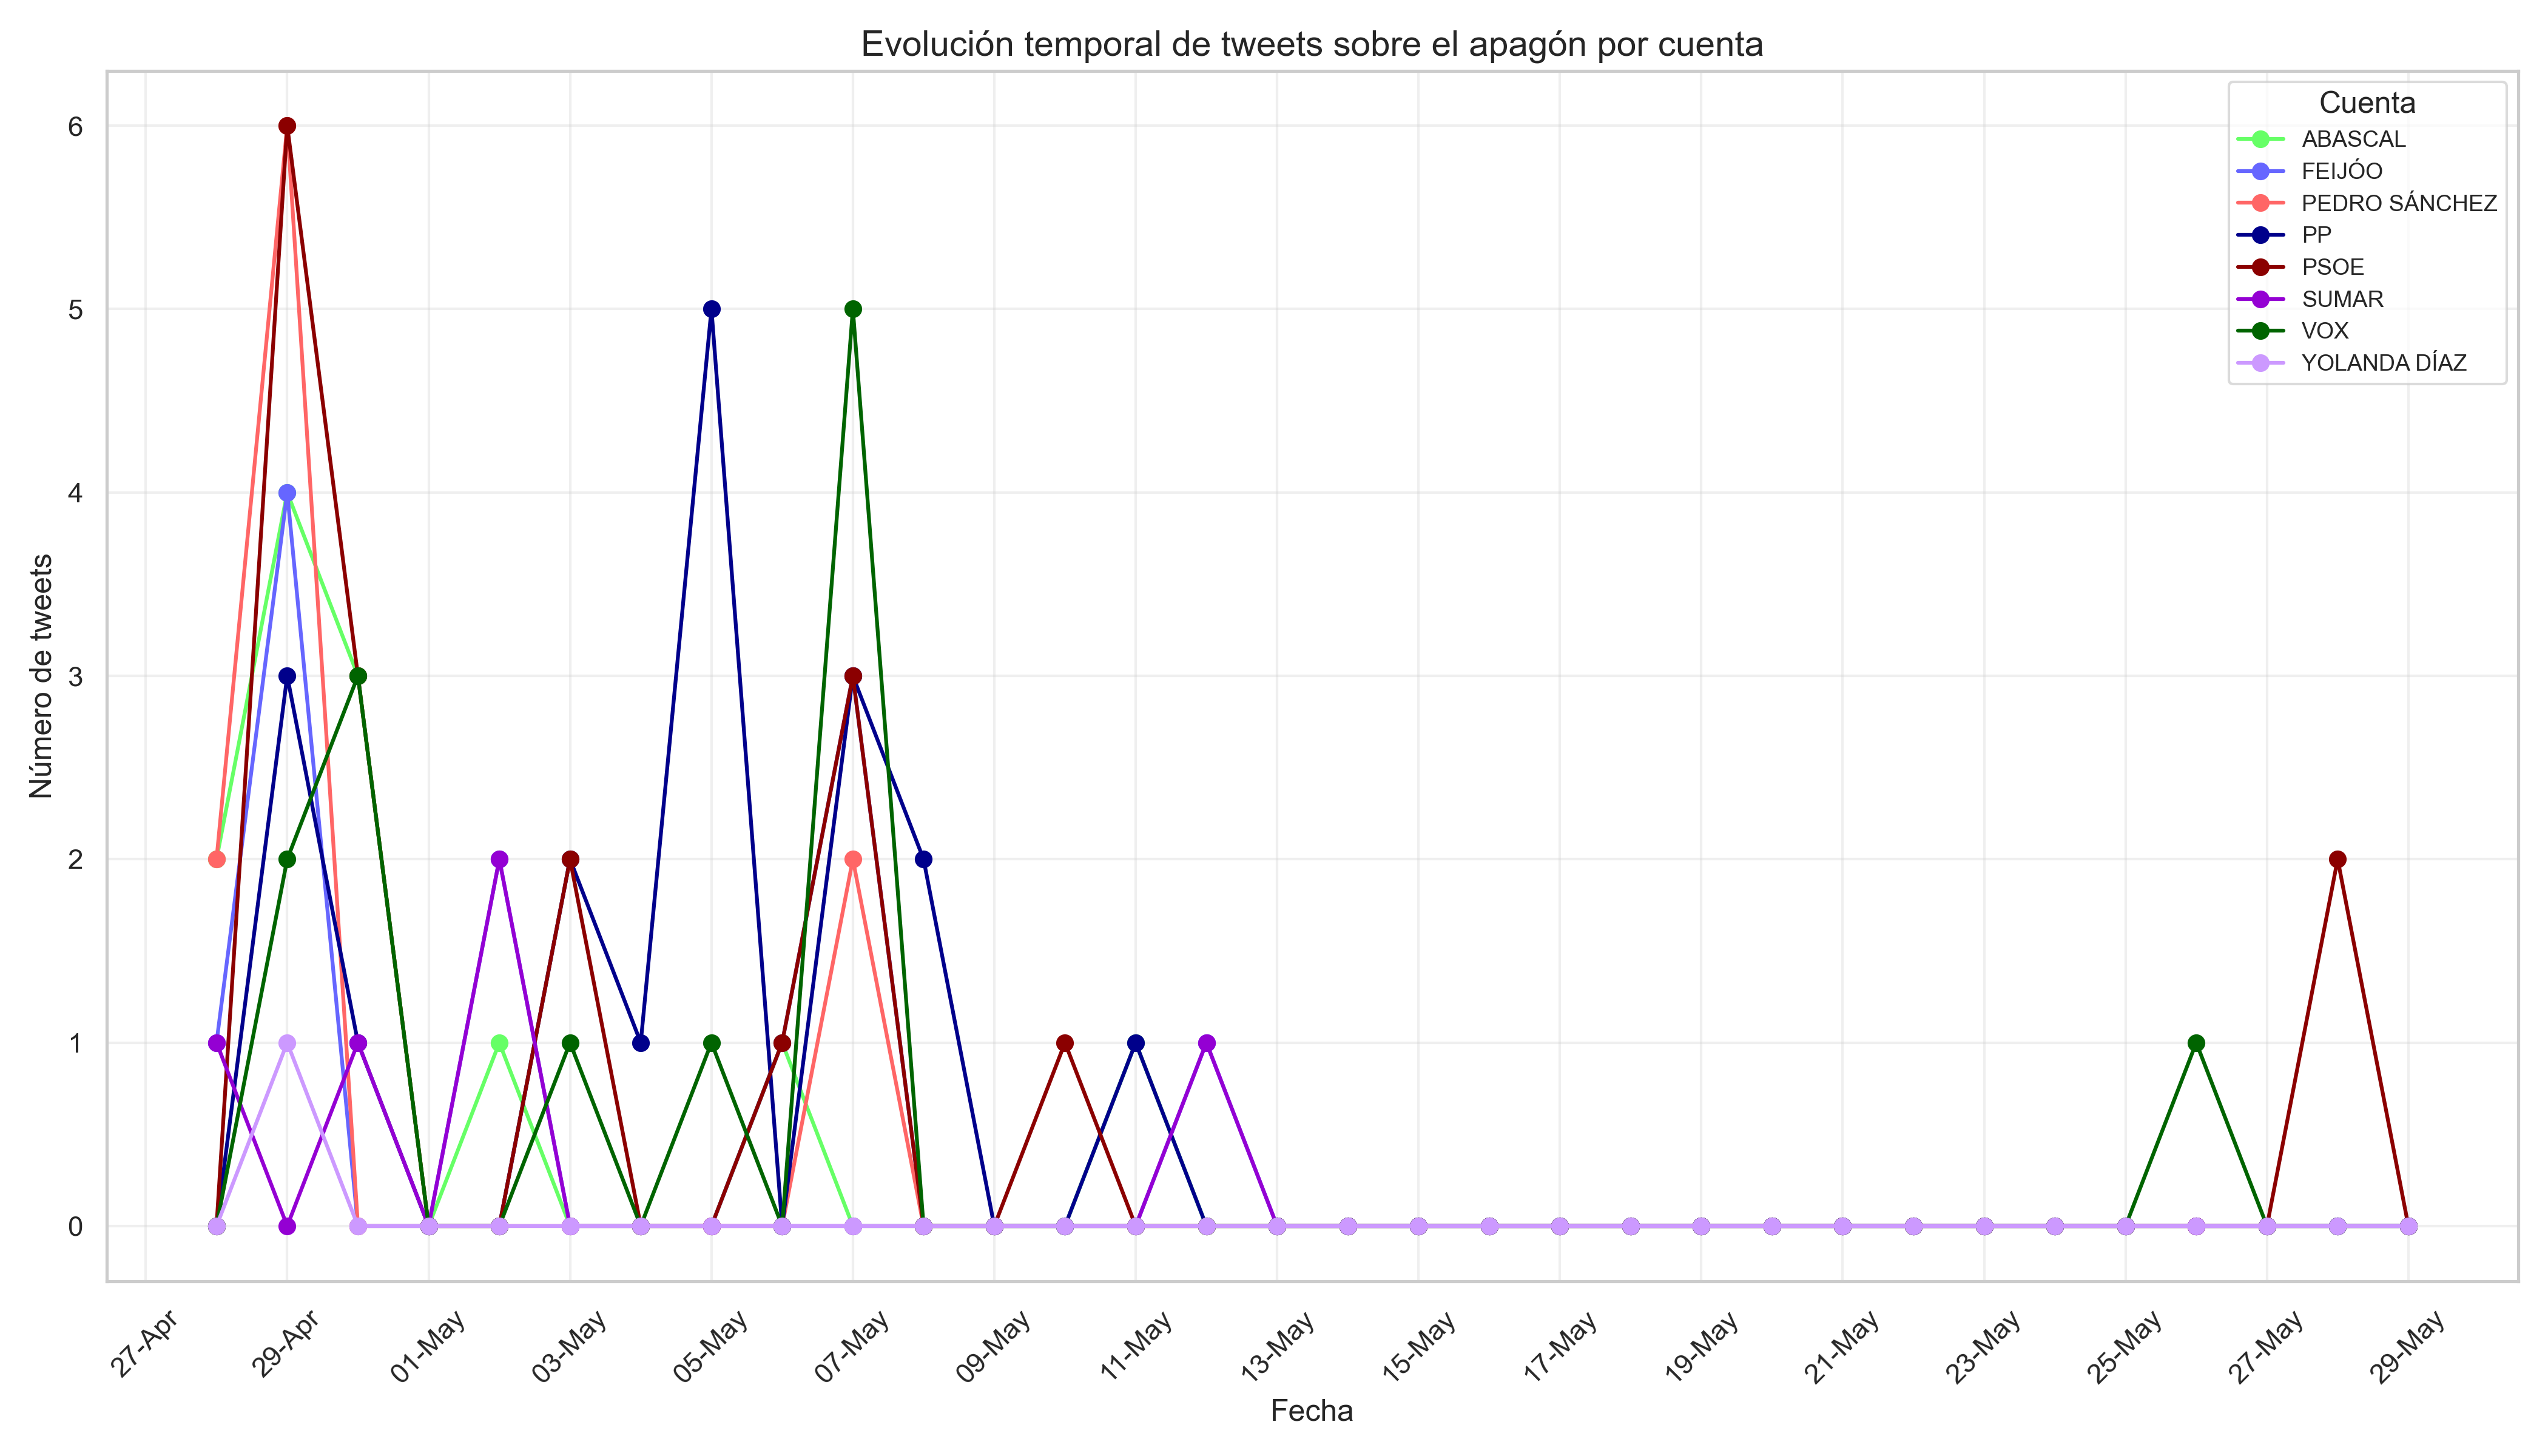 Evolución temporal de tweets sobre el apagón por cuenta
Cuenta
ABASCAL
FEIJÓO
PEDRO SÁNCHEZ
PP
PSOE
SUMAR
VOX
YOLANDA DÍAZ
Número de tweets
6
5
4
3
2
1
0
27-Apr
29-Apr
01-May
03-May
05-May
07-May
09-May
11-May
13-May
15-May
17-May
19-May
21-May
23-May
25-May
27-May
29-May
Fecha